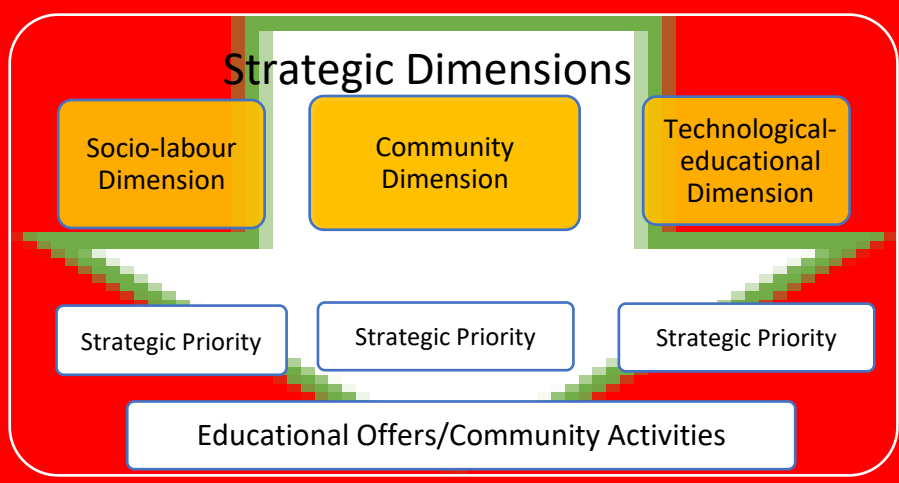 Strategic Dimensions
Socio-labour
Dimension
Community
Dimension
Technological-
educational
Dimension
Strategic Priority
Strategic Priority
Strategic Priority
Educational Offers/Community Activities